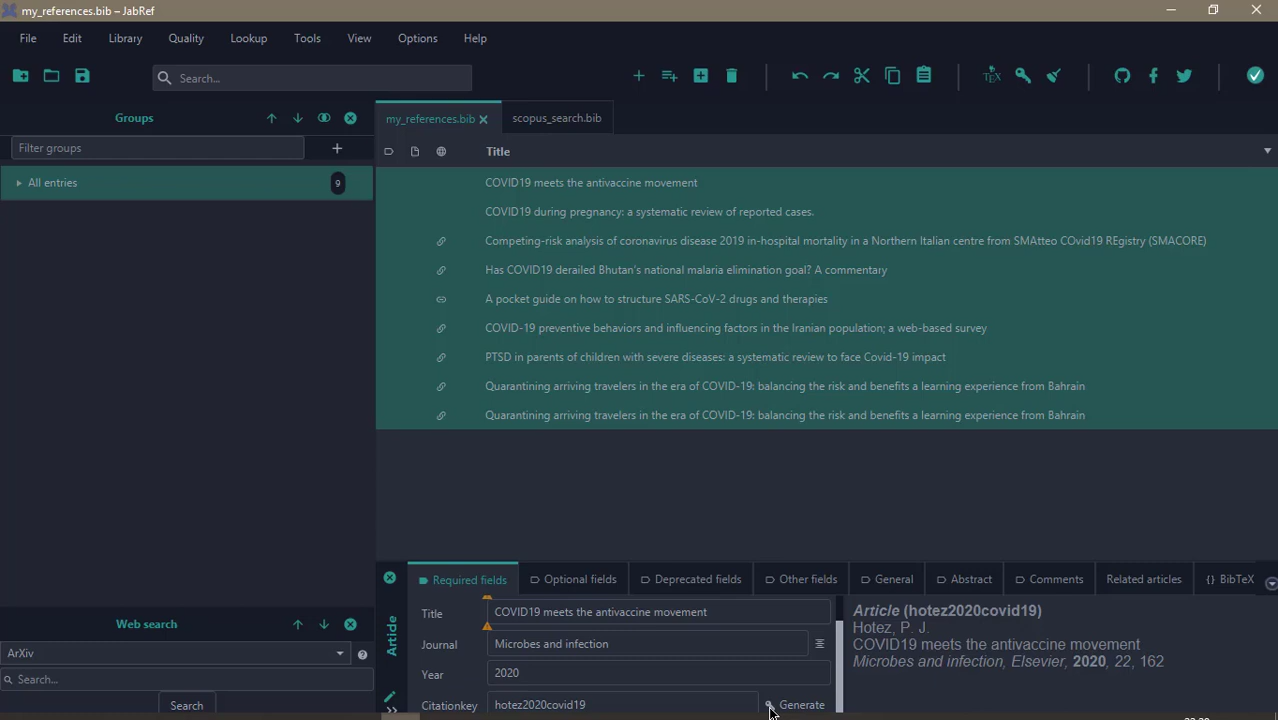 my_references.bib – JabRef
File Edit Library Quality Lookup Tools View Options Help
Search...
TEX
Groups
Filter groups
All entries 9
my_references.bib scopus_search.bib
Title
COVID19 meets the antivaccine movement
COVID19 during pregnancy: a systematic review of reported cases.
Competing-risk analysis of coronavirus disease 2019 in-hospital mortality in a Northern Italian centre from SMAtteo COvid19 REgistry (SMACORE)
Has COVID19 derailed Bhutan's national malaria elimination goal? A commentary
A pocket guide on how to structure SARS-CoV-2 drugs and therapies
COVID-19 preventive behaviors and influencing factors in the Iranian population; a web-based survey
PTSD in parents of children with severe diseases: a systematic review to face Covid-19 impact
Quarantining arriving travelers in the era of COVID-19: balancing the risk and benefits a learning experience from Bahrain
Quarantining arriving travelers in the era of COVID-19: balancing the risk and benefits a learning experience from Bahrain
Web search
ArXiv
Search...
Search
Article
Required fields Optional fields Deprecated fields Other fields General Abstract Comments Related articles {} BibTeX
Title COVID19 meets the antivaccine movement
Journal Microbes and infection
Year 2020
Citationkey hotez2020covid19 Generate
Article (hotez2020covid19)
Hotez, P. J.
COVID19 meets the antivaccine movement
Microbes and infection, Elsevier, 2020, 22, 162